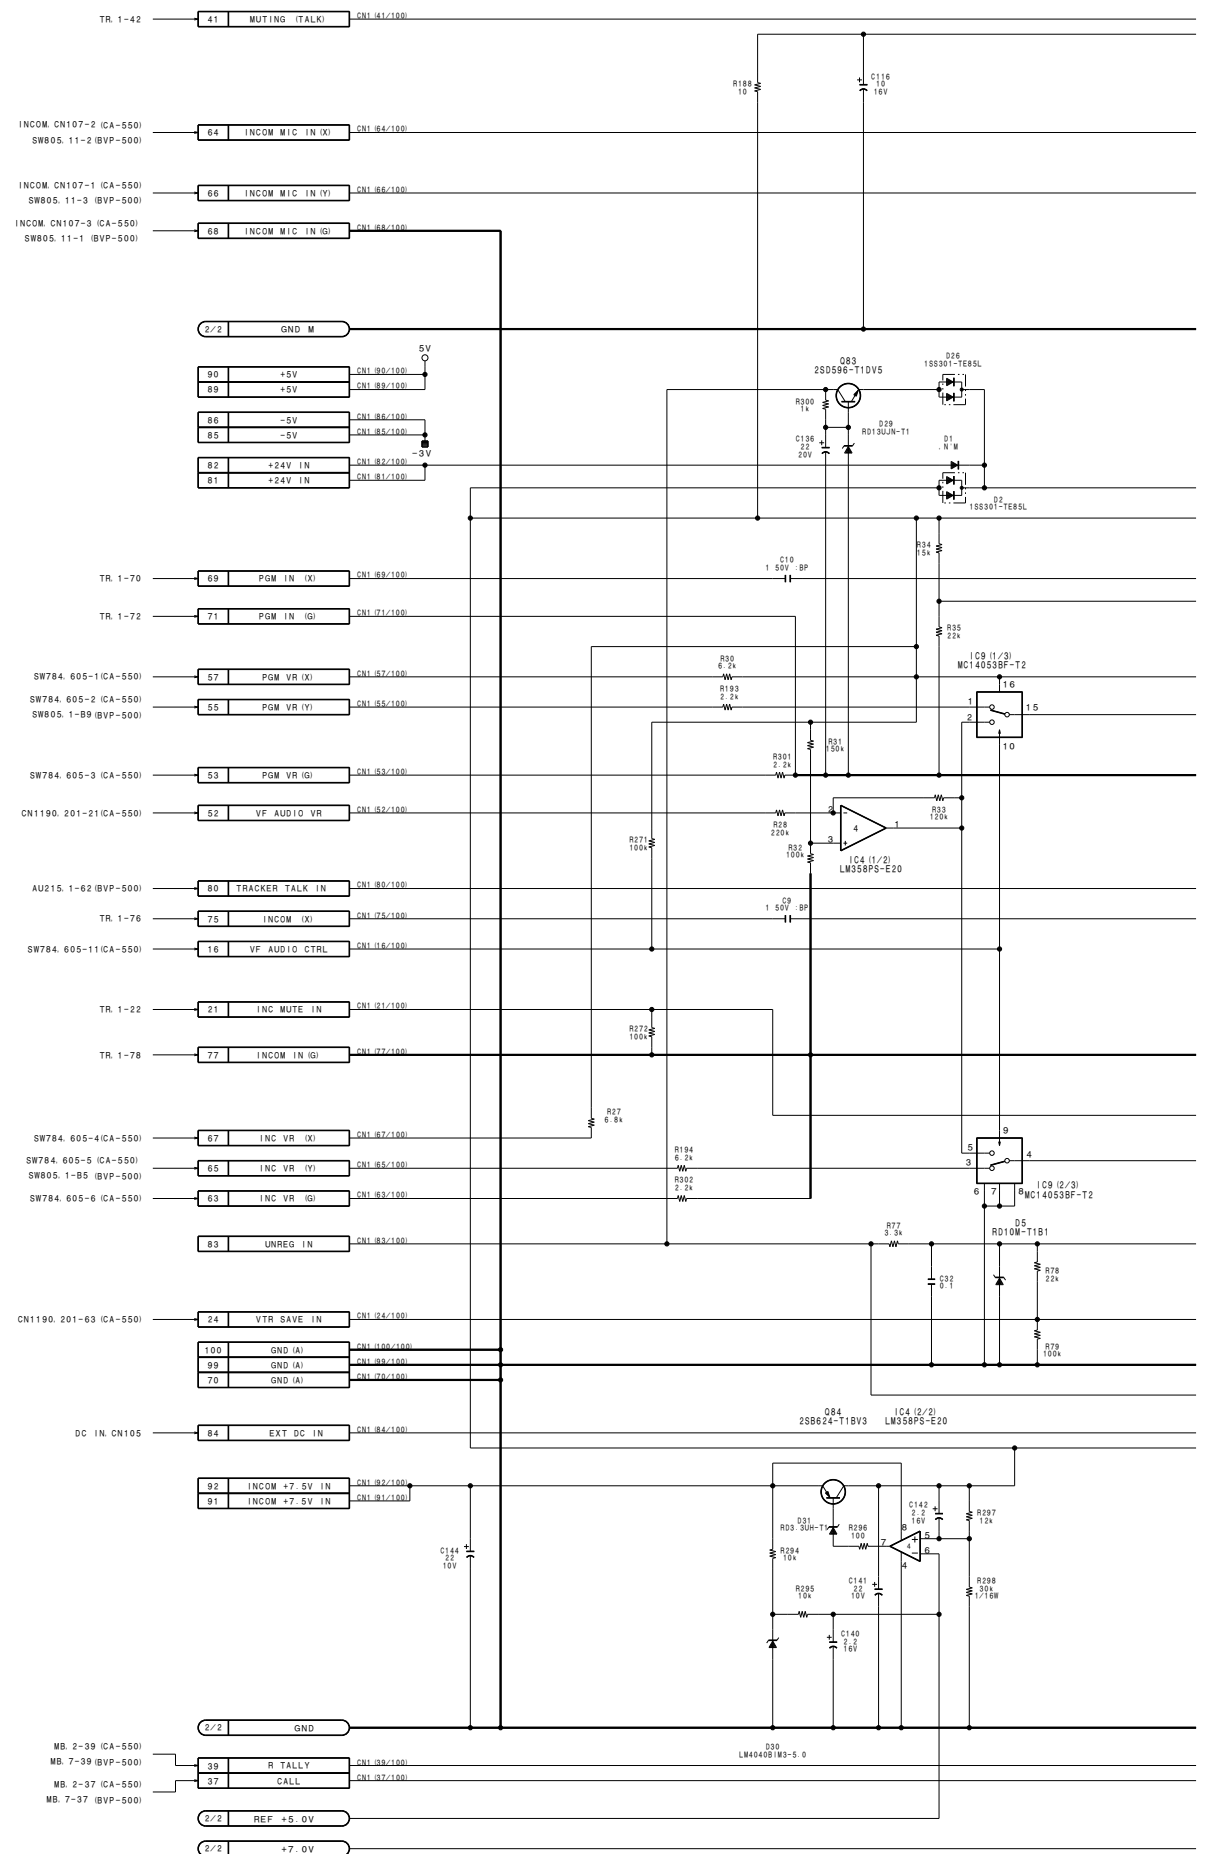 TR. 1-42
41 MUTING (TALK)
CN1 (41/100)
R188
10
C116
10
16V
INCOM. CN107-2 (CA-550)
SW805. 11-2 (BVP-500)
64 INCOM MIC IN (X)
CN1 (64/100)
INCOM. CN107-1 (CA-550)
SW805. 11-3 (BVP-500)
66 INCOM MIC IN (Y)
CN1 (66/100)
INCOM. CN107-3 (CA-550)
SW805. 11-1 (BVP-500)
68 INCOM MIC IN (G)
CN1 (68/100)
2/2 GND M
5V
90 +5V
CN1 (90/100)
89 +5V
CN1 (89/100)
86 -5V
CN1 (86/100)
85 -5V
CN1 (85/100)
-3V
82 +24V IN
CN1 (82/100)
81 +24V IN
CN1 (81/100)
Q83
2SD596-T1DV5
D26
1SS301-TE85L
R300
1k
C136
22
20V
D29
RD13UJN-T1
D1
.N'M
D2
1SS301-TE85L
R34
15k
C10
1 50V :BP
TR. 1-70
69 PGM IN (X)
CN1 (69/100)
TR. 1-72
71 PGM IN (G)
CN1 (71/100)
R35
22k
IC9 (1/3)
MC14053BF-T2
16
1
2
15
10
SW784. 605-1 (CA-550)
57 PGM VR (X)
CN1 (57/100)
R30
6.2k
SW784. 605-2 (CA-550)
SW805. 1-B9 (BVP-500)
55 PGM VR (Y)
CN1 (55/100)
R193
2.2k
R31
150k
SW784. 605-3 (CA-550)
53 PGM VR (G)
CN1 (53/100)
R301
2.2k
CN1190. 201-21 (CA-550)
52 VF AUDIO VR
CN1 (52/100)
R28
220k
2
3
4
1
R33
120k
IC4 (1/2)
LM358PS-E20
R271
100k
R32
100k
AU215. 1-62 (BVP-500)
80 TRACKER TALK IN
CN1 (80/100)
TR. 1-76
75 INCOM (X)
CN1 (75/100)
C9
1 50V :BP
SW784. 605-11 (CA-550)
16 VF AUDIO CTRL
CN1 (16/100)
TR. 1-22
21 INC MUTE IN
CN1 (21/100)
R272
100k
TR. 1-78
77 INCOM IN (G)
CN1 (77/100)
R27
6.8k
SW784. 605-4 (CA-550)
67 INC VR (X)
CN1 (67/100)
SW784. 605-5 (CA-550)
SW805. 1-B5 (BVP-500)
65 INC VR (Y)
CN1 (65/100)
R194
6.2k
SW784. 605-6 (CA-550)
63 INC VR (G)
CN1 (63/100)
R302
2.2k
9
5
3
4
6 7 8
IC9 (2/3)
MC14053BF-T2
D5
RD10M-T1B1
83 UNREG IN
CN1 (83/100)
R77
3.3k
C32
0.1
R78
22k
CN1190. 201-63 (CA-550)
24 VTR SAVE IN
CN1 (24/100)
R79
100k
100 GND (A)
CN1 (100/100)
99 GND (A)
CN1 (99/100)
70 GND (A)
CN1 (70/100)
Q84
2SB624-T1BV3
IC4 (2/2)
LM358PS-E20
DC IN. CN105
84 EXT DC IN
CN1 (84/100)
92 INCOM +7.5V IN
CN1 (92/100)
91 INCOM +7.5V IN
CN1 (91/100)
C144
22
10V
D31
RD3.3UH-T1
R296
100
7
8
4
5
6
4
C142
2.2
16V
R297
12k
R294
10k
R295
10k
C141
22
10V
R298
30k
1/16W
C140
2.2
16V
2/2 GND
D30
LM4040BIM3-5.0
MB. 2-39 (CA-550)
MB. 7-39 (BVP-500)
39 R TALLY
CN1 (39/100)
MB. 2-37 (CA-550)
MB. 7-37 (BVP-500)
37 CALL
CN1 (37/100)
2/2 REF +5.0V
2/2 +7.0V